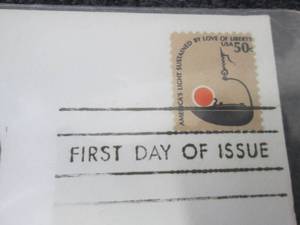 AMERICA'S LIGHT SUSTAINED BY LOVE OF LIBERTY
USA 50c
FIRST DAY OF ISSUE